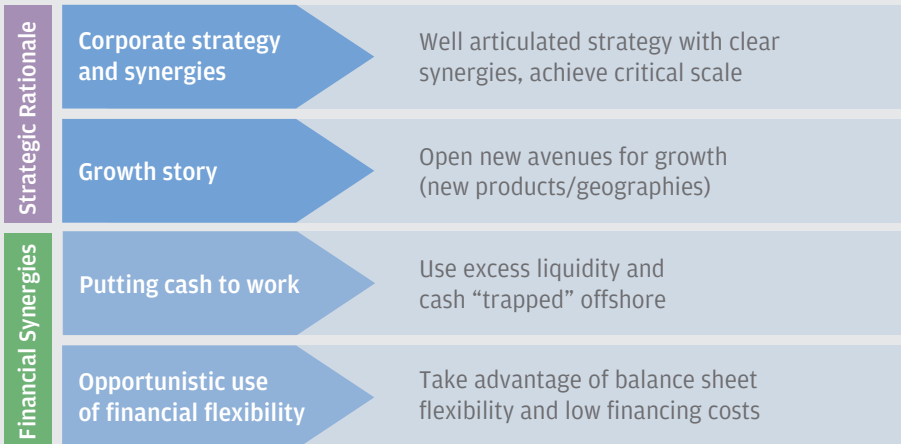 Strategic Rationale
Corporate strategy
and synergies
Well articulated strategy with clear
synergies, achieve critical scale
Growth story
Open new avenues for growth
(new products/geographies)
Financial Synergies
Putting cash to work
Use excess liquidity and
cash “trapped” offshore
Opportunistic use
of financial flexibility
Take advantage of balance sheet
flexibility and low financing costs